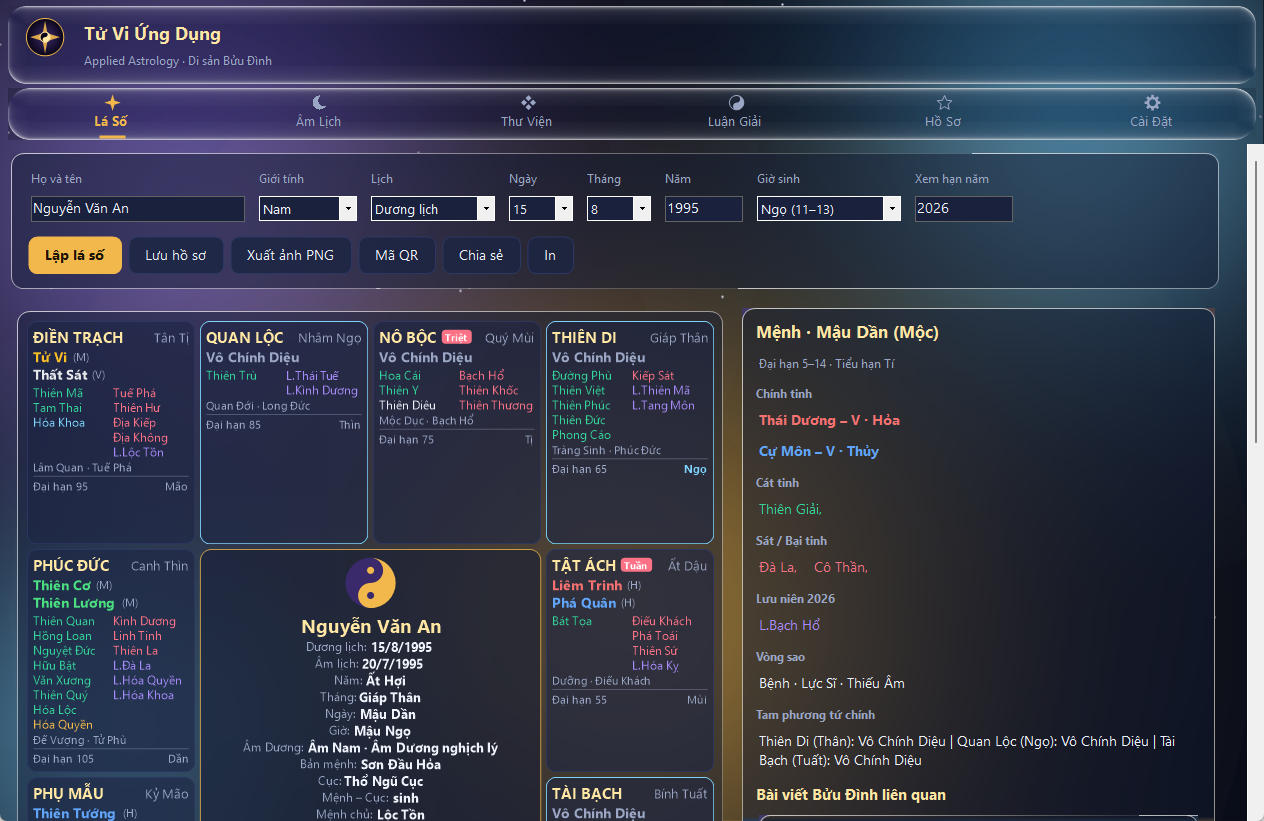 Tử Vi Ứng Dụng
Applied Astrology · Di sản Bửu Đình
Lá Số
Âm Lịch
Thư Viện
Luận Giải
Hồ Sơ
Cài Đặt
Họ và tên
Giới tính
Lịch
Ngày
Tháng
Năm
Giờ sinh
Xem hạn năm
Nguyễn Văn An
Nam
Dương lịch
15
8
1995
Ngọ (11–13)
2026
Lập lá số
Lưu hồ sơ
Xuất ảnh PNG
Mã QR
Chia sẻ
In
ĐIỀN TRẠCH Tân Tị
Tử Vi (M)
Thất Sát (V)
Thiên Mã Tuế Phá
Tam Thai Thiên Hư
Hóa Khoa Địa Kiếp
Địa Không
L.Lộc Tồn
Lâm Quan · Tuế Phá
Đại hạn 95 Mão
QUAN LỘC Nhâm Ngọ
Vô Chính Diệu
Thiên Trù L.Thái Tuế
L.Kình Dương
Quan Đới · Long Đức
Đại hạn 85 Thìn
NÔ BỘC Triệt Quý Mùi
Vô Chính Diệu
Hoa Cái Bạch Hổ
Thiên Y Thiên Khốc
Thiên Diêu Thiên Thương
Mộc Dục · Bạch Hổ
Đại hạn 75 Tị
THIÊN DI Giáp Thân
Vô Chính Diệu
Đường Phù Kiếp Sát
Thiên Việt L.Thiên Mã
Thiên Phúc L.Tang Môn
Thiên Đức
Phong Cáo
Tràng Sinh · Phúc Đức
Đại hạn 65 Ngọ
PHÚC ĐỨC Canh Thìn
Thiên Cơ (M)
Thiên Lương (M)
Thiên Quan Kình Dương
Hồng Loan Linh Tinh
Nguyệt Đức Thiên La
Hữu Bật L.Đà La
Văn Xương L.Hóa Quyền
Thiên Quý L.Hóa Khoa
Hóa Lộc
Hóa Quyền
Đế Vượng · Tử Phù
Đại hạn 105 Dần
Nguyễn Văn An
Dương lịch: 15/8/1995
Âm lịch: 20/7/1995
Năm: Ất Hợi
Tháng: Giáp Thân
Ngày: Mậu Dần
Giờ: Mậu Ngọ
Âm Dương: Âm Nam · Âm Dương nghịch lý
Bản mệnh: Sơn Đầu Hỏa
Cục: Thổ Ngũ Cục
Mệnh – Cục: sinh
Mệnh chủ: Lộc Tồn
TẬT ÁCH Tuần Ất Dậu
Liêm Trinh (H)
Phá Quân (H)
Bát Tọa Điếu Khách
Phá Toái
Thiên Sứ
L.Hóa Kỵ
Dưỡng · Điếu Khách
Đại hạn 55 Mùi
PHỤ MẪU Kỷ Mão
Thiên Tướng (H)
TÀI BẠCH Bính Tuất
Vô Chính Diệu
Mệnh · Mậu Dần (Mộc)
Đại hạn 5–14 · Tiểu hạn Tí
Chính tinh
Thái Dương – V · Hỏa
Cự Môn – V · Thủy
Cát tinh
Thiên Giải,
Sát / Bại tinh
Đà La, Cô Thần,
Lưu niên 2026
L.Bạch Hổ
Vòng sao
Bệnh · Lực Sĩ · Thiếu Âm
Tam phương tứ chính
Thiên Di (Thân): Vô Chính Diệu | Quan Lộc (Ngọ): Vô Chính Diệu | Tài
Bạch (Tuất): Vô Chính Diệu
Bài viết Bửu Đình liên quan